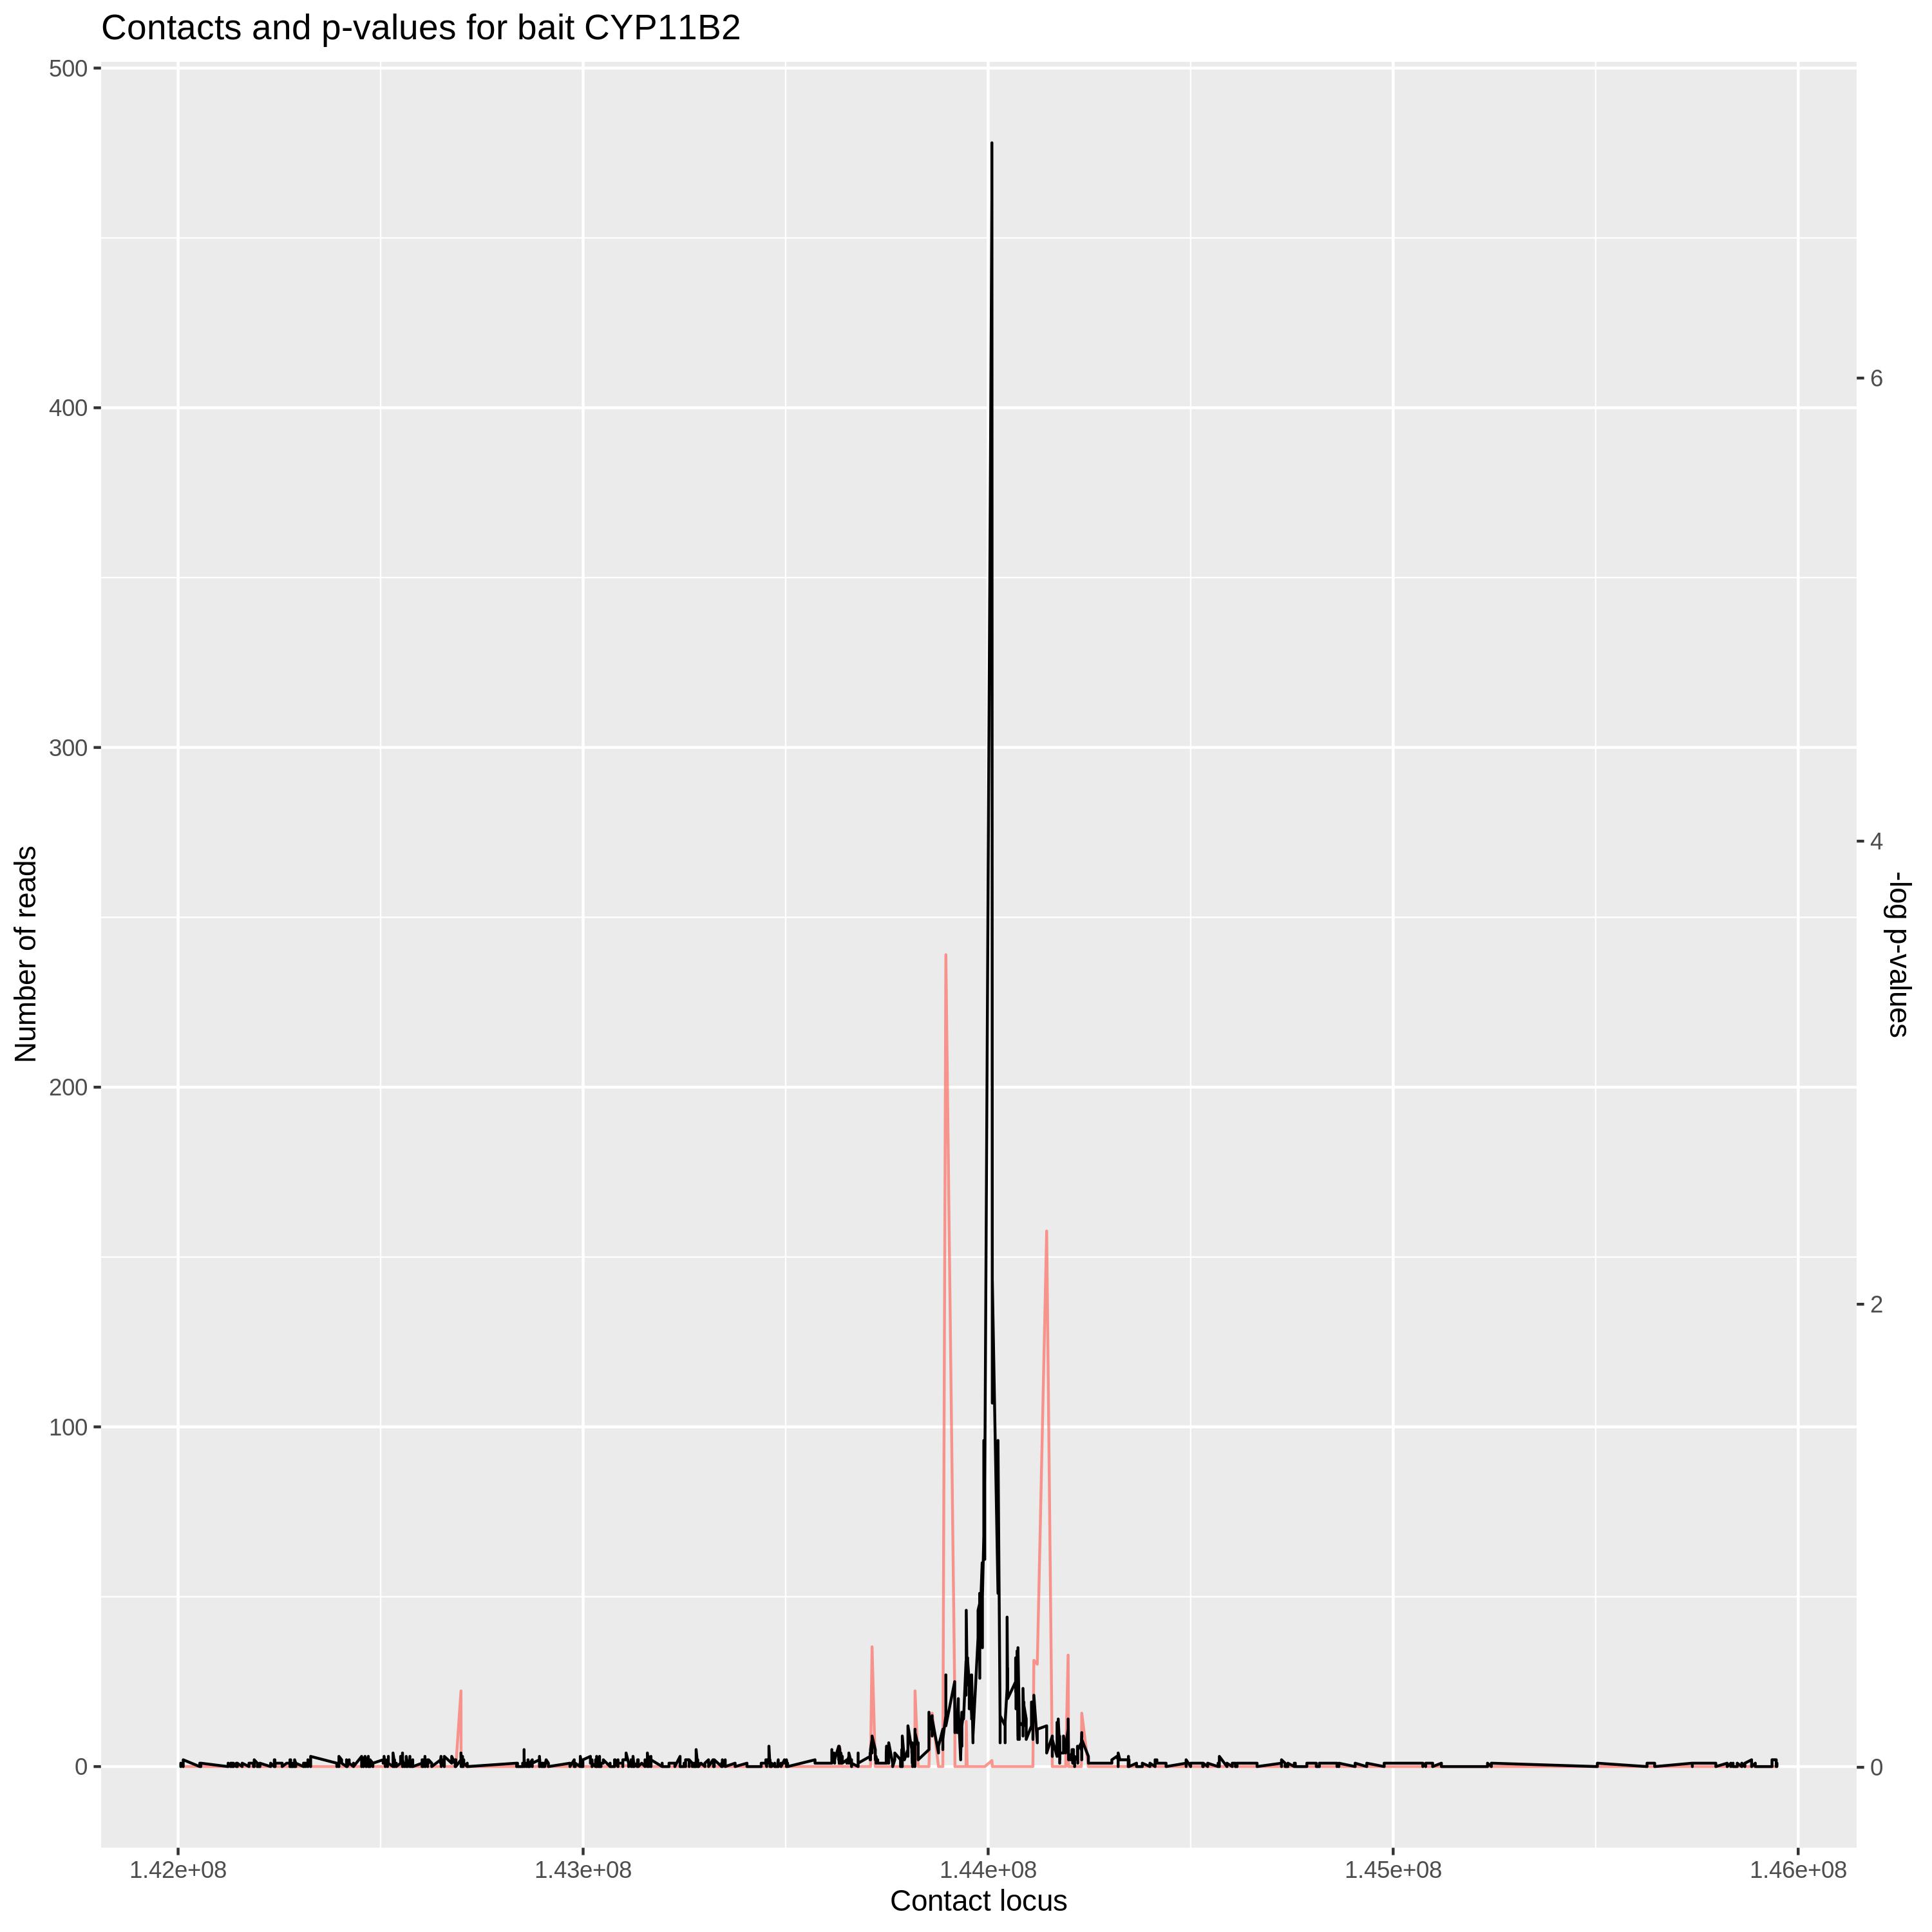 Contacts and p-values for bait CYP11B2
500
400
300
200
100
0
Number of reads
6
4
2
0
-log p-values
1.42e+08
1.43e+08
1.44e+08
1.45e+08
1.46e+08
Contact locus